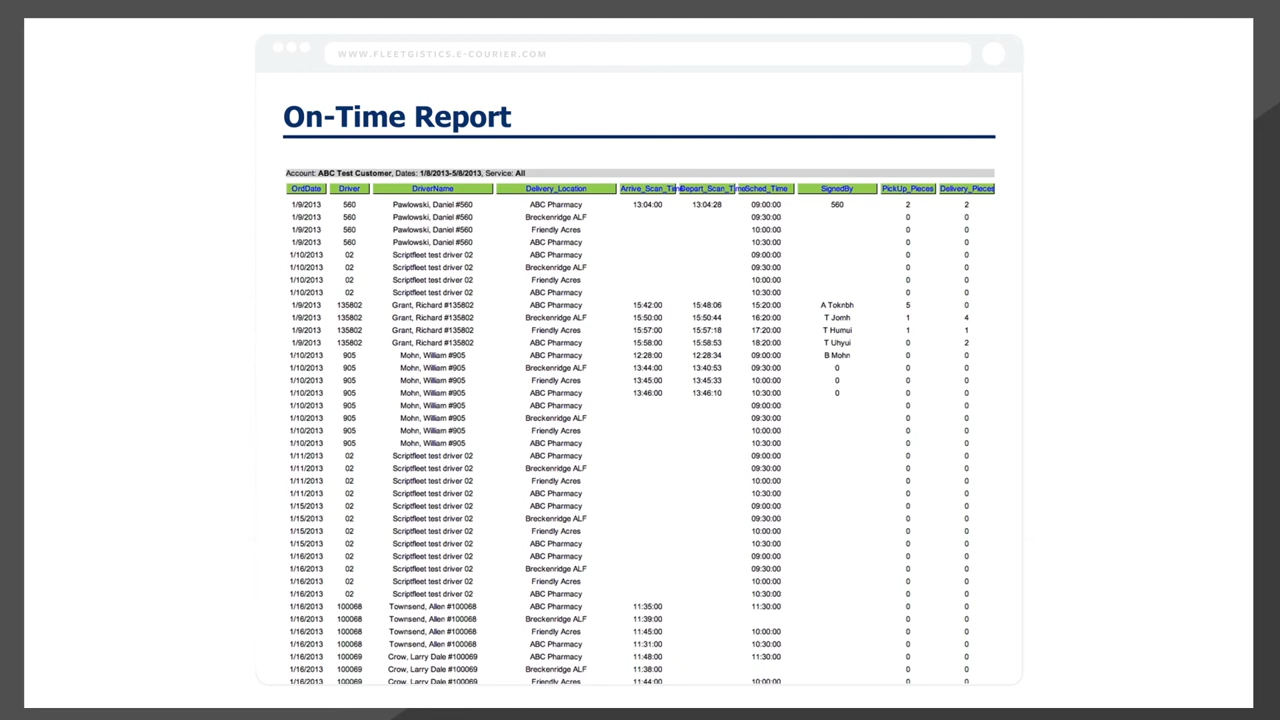 WWW.FLEETGISTICS.E-COURIER.COM
On-Time Report
Account: ABC Test Customer, Dates: 1/8/2013-5/8/2013, Service: All
OrdDate Driver DriverName Delivery_Location Arrive_Scan_Time Depart_Scan_Time Sched_Time SignedBy PickUp_Pieces Delivery_Pieces
1/9/2013 560 Pawlowski, Daniel #560 ABC Pharmacy 13:04:00 13:04:28 09:00:00 560 2 2
1/9/2013 560 Pawlowski, Daniel #560 Breckenridge ALF 09:30:00 0 0
1/9/2013 560 Pawlowski, Daniel #560 Friendly Acres 10:00:00 0 0
1/9/2013 560 Pawlowski, Daniel #560 ABC Pharmacy 10:30:00 0 0
1/10/2013 02 Scriptfleet test driver 02 ABC Pharmacy 09:00:00 0 0
1/10/2013 02 Scriptfleet test driver 02 Breckenridge ALF 09:30:00 0 0
1/10/2013 02 Scriptfleet test driver 02 Friendly Acres 10:00:00 0 0
1/10/2013 02 Scriptfleet test driver 02 ABC Pharmacy 10:30:00 0 0
1/9/2013 135802 Grant, Richard #135802 ABC Pharmacy 15:42:00 15:48:06 15:20:00 A Toknbh 5 0
1/9/2013 135802 Grant, Richard #135802 Breckenridge ALF 15:50:00 15:50:44 16:20:00 T Jomh 1 4
1/9/2013 135802 Grant, Richard #135802 Friendly Acres 15:57:00 15:57:18 17:20:00 T Humui 1 1
1/9/2013 135802 Grant, Richard #135802 ABC Pharmacy 15:58:00 15:58:53 18:20:00 T Uhyui 0 2
1/10/2013 905 Mohn, William #905 ABC Pharmacy 12:28:00 12:28:34 09:00:00 B Mohn 0 0
1/10/2013 905 Mohn, William #905 Breckenridge ALF 13:44:00 13:40:53 09:30:00 0 0 0
1/10/2013 905 Mohn, William #905 Friendly Acres 13:45:00 13:45:33 10:00:00 0 0 0
1/10/2013 905 Mohn, William #905 ABC Pharmacy 13:46:00 13:46:10 10:30:00 0 0 0
1/10/2013 905 Mohn, William #905 ABC Pharmacy 09:00:00 0 0
1/10/2013 905 Mohn, William #905 Breckenridge ALF 09:30:00 0 0
1/10/2013 905 Mohn, William #905 Friendly Acres 10:00:00 0 0
1/10/2013 905 Mohn, William #905 ABC Pharmacy 10:30:00 0 0
1/11/2013 02 Scriptfleet test driver 02 ABC Pharmacy 09:00:00 0 0
1/11/2013 02 Scriptfleet test driver 02 Breckenridge ALF 09:30:00 0 0
1/11/2013 02 Scriptfleet test driver 02 Friendly Acres 10:00:00 0 0
1/11/2013 02 Scriptfleet test driver 02 ABC Pharmacy 10:30:00 0 0
1/15/2013 02 Scriptfleet test driver 02 ABC Pharmacy 09:00:00 0 0
1/15/2013 02 Scriptfleet test driver 02 Breckenridge ALF 09:30:00 0 0
1/15/2013 02 Scriptfleet test driver 02 Friendly Acres 10:00:00 0 0
1/15/2013 02 Scriptfleet test driver 02 ABC Pharmacy 10:30:00 0 0
1/16/2013 02 Scriptfleet test driver 02 ABC Pharmacy 09:00:00 0 0
1/16/2013 02 Scriptfleet test driver 02 Breckenridge ALF 09:30:00 0 0
1/16/2013 02 Scriptfleet test driver 02 Friendly Acres 10:00:00 0 0
1/16/2013 02 Scriptfleet test driver 02 ABC Pharmacy 10:30:00 0 0
1/16/2013 100068 Townsend, Allen #100068 ABC Pharmacy 11:35:00 11:30:00 0 0
1/16/2013 100068 Townsend, Allen #100068 Breckenridge ALF 11:39:00 0 0
1/16/2013 100068 Townsend, Allen #100068 Friendly Acres 11:45:00 10:00:00 0 0
1/16/2013 100068 Townsend, Allen #100068 ABC Pharmacy 11:31:00 10:30:00 0 0
1/16/2013 100069 Crow, Larry Dale #100069 ABC Pharmacy 11:48:00 11:30:00 0 0
1/16/2013 100069 Crow, Larry Dale #100069 Breckenridge ALF 11:38:00 0 0
1/16/2013 100069 Crow, Larry Dale #100069 Friendly Acres 11:44:00 10:00:00 0 0